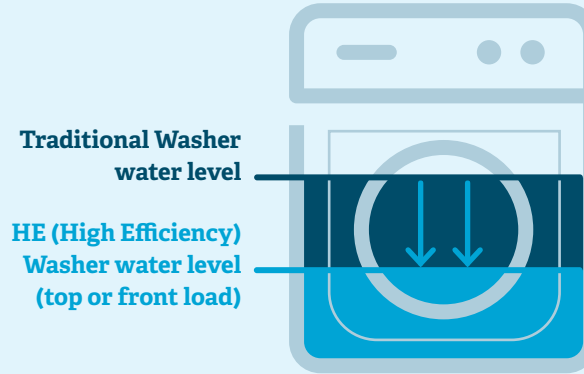 Traditional Washer
water level
HE (High Efficiency)
Washer water level
(top or front load)